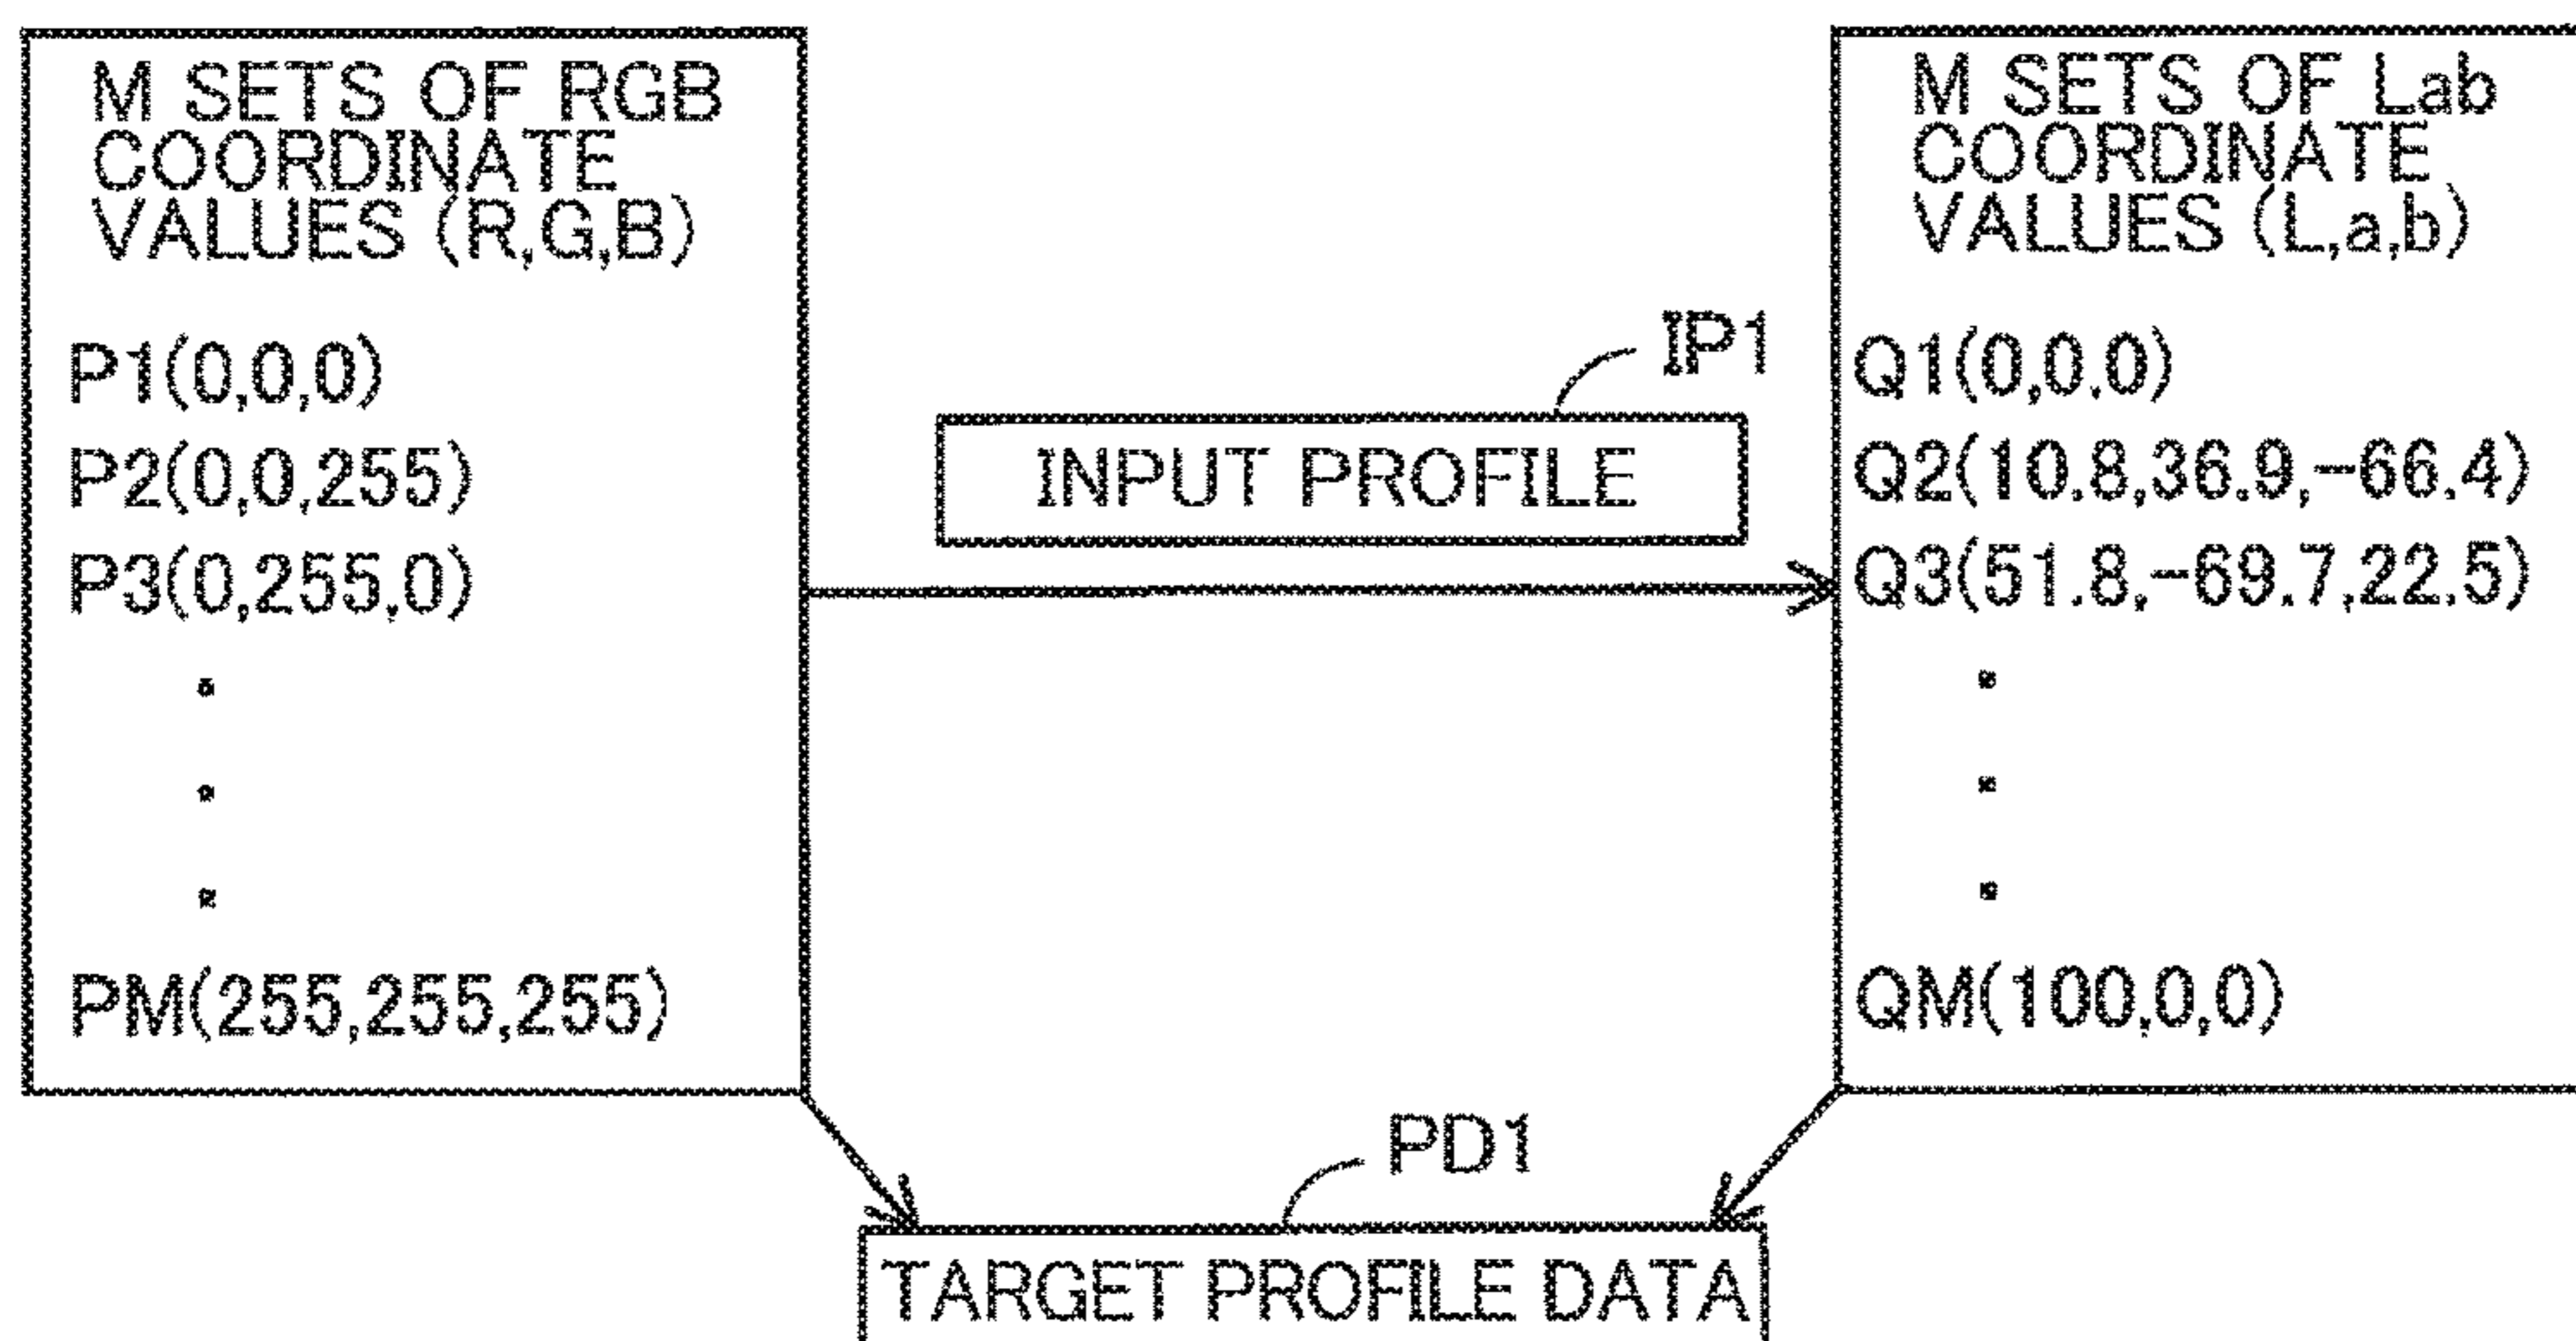 M SETS OF RGB
COORDINATE
VALUES (R,G,B)
P1(0,0,0)
P2(0,0,255)
P3(0,255,0)
PM(255,255,255)
IP1
INPUT PROFILE
M SETS OF Lab
COORDINATE
VALUES (L,a,b)
Q1(0,0.0)
Q2(10.8,36.9,-66.4)
Q3(51.8,-69.7,22.5)
QM(100,0,0)
PD1
TARGET PROFILE DATA